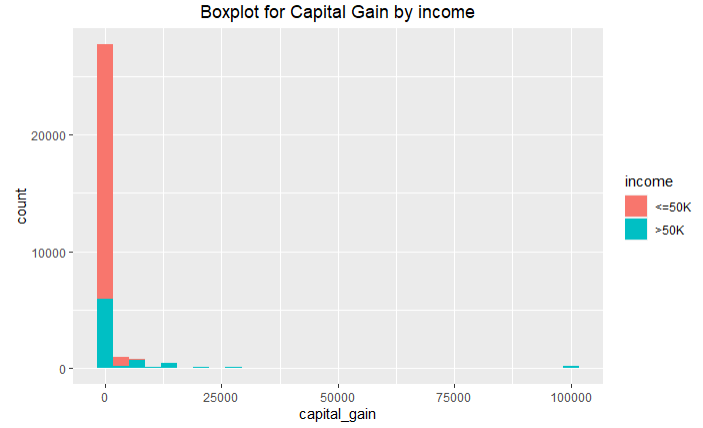 Boxplot for Capital Gain by income
count
20000
10000
0
0 25000 50000 75000 100000
capital_gain
income
<=50K
>50K